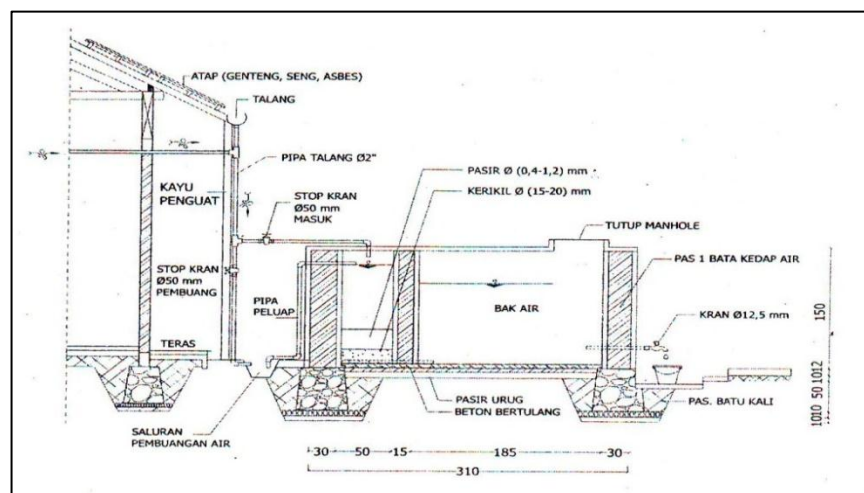 ATAP (GENTENG, SENG, ASBES)
TALANG
PIPA TALANG Ø2"
KAYU
PENGUAT
STOP KRAN
Ø50 mm
MASUK
PASIR Ø (0,4-1,2) mm
KERIKIL Ø (15-20) mm
TUTUP MANHOLE
STOP KRAN
Ø50 mm
PEMBUANG
PIPA
PELUAP
BAK AIR
PAS 1 BATA KEDAP AIR
KRAN Ø12,5 mm
TERAS
SALURAN
PEMBUANGAN AIR
PASIR URUG
BETON BERTULANG
PAS. BATU KALI
150
1010 50 1012
30 50 15 185 30
310